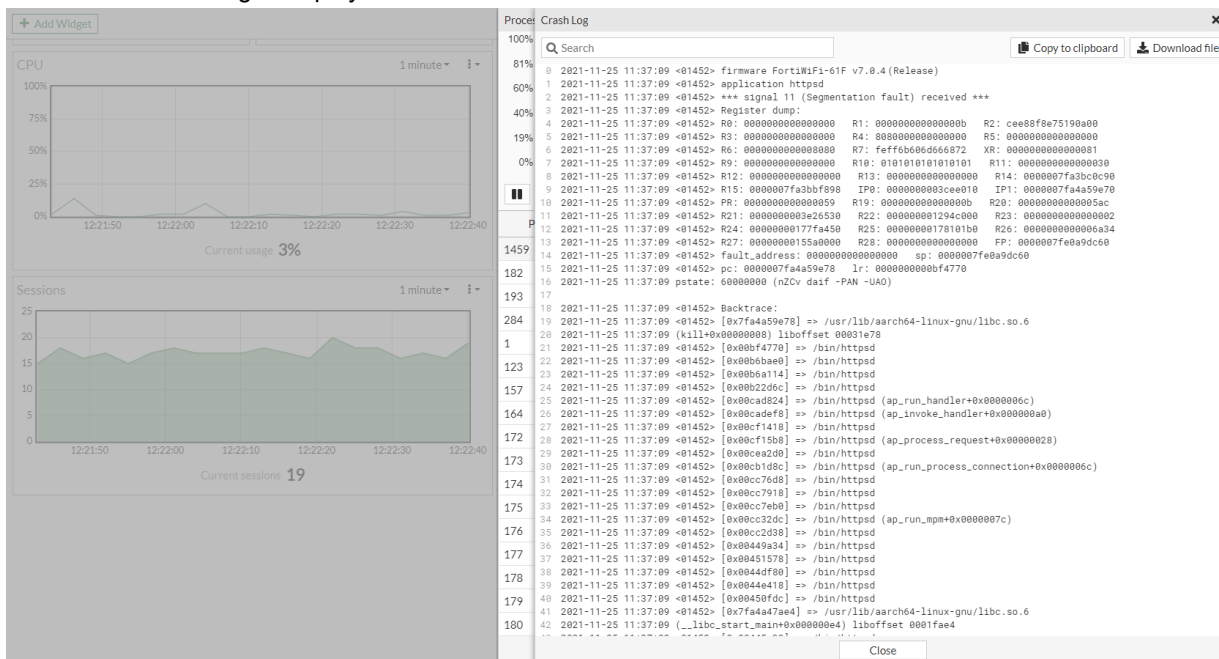 + Add Widget
CPU
1 minute
100%
75%
50%
25%
0%
12:21:50 12:22:00 12:22:10 12:22:20 12:22:30 12:22:40
Current usage 3%
Sessions
1 minute
25
20
15
10
5
0
12:21:50 12:22:00 12:22:10 12:22:20 12:22:30 12:22:40
Current sessions 19
100%
81%
60%
40%
19%
0%
P
1459
182
193
284
1
123
157
164
172
173
174
175
176
177
178
179
180
Crash Log
Search
Copy to clipboard
Download file
0 2021-11-25 11:37:09 <01452> firmware FortiWiFi-61F v7.0.4(Release)
1 2021-11-25 11:37:09 <01452> application httpsd
2 2021-11-25 11:37:09 <01452> *** signal 11 (Segmentation fault) received ***
3 2021-11-25 11:37:09 <01452> Register dump:
4 2021-11-25 11:37:09 <01452> R0: 0000000000000000 R1: 000000000000000b R2: cee88f8e75190a00
5 2021-11-25 11:37:09 <01452> R3: 0000000000000000 R4: 8080000000000000 R5: 0000000000000000
6 2021-11-25 11:37:09 <01452> R6: 0000000000008080 R7: feff6b606d666872 XR: 0000000000000081
7 2021-11-25 11:37:09 <01452> R9: 0000000000000000 R10: 0101010101010101 R11: 0000000000000030
8 2021-11-25 11:37:09 <01452> R12: 0000000000000000 R13: 0000000000000000 R14: 0000007fa3bc0c90
9 2021-11-25 11:37:09 <01452> R15: 0000007fa3bbf898 IP0: 0000000003cee010 IP1: 0000007fa4a59e70
10 2021-11-25 11:37:09 <01452> PR: 0000000000000059 R19: 000000000000000b R20: 00000000000005ac
11 2021-11-25 11:37:09 <01452> R21: 0000000003e26530 R22: 000000001294c000 R23: 0000000000000002
12 2021-11-25 11:37:09 <01452> R24: 00000000177fa450 R25: 00000000178101b0 R26: 0000000000006a34
13 2021-11-25 11:37:09 <01452> R27: 00000000155a0000 R28: 0000000000000000 FP: 0000007fe0a9dc60
14 2021-11-25 11:37:09 <01452> fault_address: 0000000000000000 sp: 0000007fe0a9dc60
15 2021-11-25 11:37:09 <01452> pc: 0000007fa4a59e78 lr: 0000000000bf4770
16 2021-11-25 11:37:09 pstate: 60000000 (nZCv daif -PAN -UAO)
17
18 2021-11-25 11:37:09 <01452> Backtrace:
19 2021-11-25 11:37:09 <01452> [0x7fa4a59e78] => /usr/lib/aarch64-linux-gnu/libc.so.6
20 2021-11-25 11:37:09 (kill+0x00000008) liboffset 00031e78
21 2021-11-25 11:37:09 <01452> [0x00bf4770] => /bin/httpsd
22 2021-11-25 11:37:09 <01452> [0x00b6bae0] => /bin/httpsd
23 2021-11-25 11:37:09 <01452> [0x00b6a114] => /bin/httpsd
24 2021-11-25 11:37:09 <01452> [0x00b22d6c] => /bin/httpsd
25 2021-11-25 11:37:09 <01452> [0x00cad824] => /bin/httpsd (ap_run_handler+0x0000006c)
26 2021-11-25 11:37:09 <01452> [0x00cadef8] => /bin/httpsd (ap_invoke_handler+0x000000a0)
27 2021-11-25 11:37:09 <01452> [0x00cf1418] => /bin/httpsd
28 2021-11-25 11:37:09 <01452> [0x00cf15b8] => /bin/httpsd (ap_process_request+0x00000028)
29 2021-11-25 11:37:09 <01452> [0x00cea2d0] => /bin/httpsd
30 2021-11-25 11:37:09 <01452> [0x00cb1d8c] => /bin/httpsd (ap_run_process_connection+0x0000006c)
31 2021-11-25 11:37:09 <01452> [0x00cc76d8] => /bin/httpsd
32 2021-11-25 11:37:09 <01452> [0x00cc7918] => /bin/httpsd
33 2021-11-25 11:37:09 <01452> [0x00cc7eb0] => /bin/httpsd
34 2021-11-25 11:37:09 <01452> [0x00cc32dc] => /bin/httpsd (ap_run_mpm+0x0000007c)
35 2021-11-25 11:37:09 <01452> [0x00cc2d38] => /bin/httpsd
36 2021-11-25 11:37:09 <01452> [0x00449a34] => /bin/httpsd
37 2021-11-25 11:37:09 <01452> [0x00451578] => /bin/httpsd
38 2021-11-25 11:37:09 <01452> [0x0044df80] => /bin/httpsd
39 2021-11-25 11:37:09 <01452> [0x0044e418] => /bin/httpsd
40 2021-11-25 11:37:09 <01452> [0x00450fdc] => /bin/httpsd
41 2021-11-25 11:37:09 <01452> [0x7fa4a47ae4] => /usr/lib/aarch64-linux-gnu/libc.so.6
42 2021-11-25 11:37:09 (__libc_start_main+0x000000e4) liboffset 0001fae4
Close